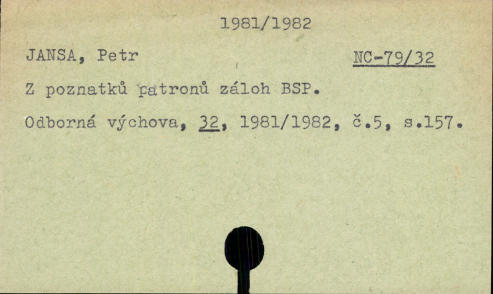 1981/1982
JANSA, Petr NC-79/32
Z poznatků patronů záloh BSP.
Odborná výchova, 32, 1981/1982, č.5, s.157.